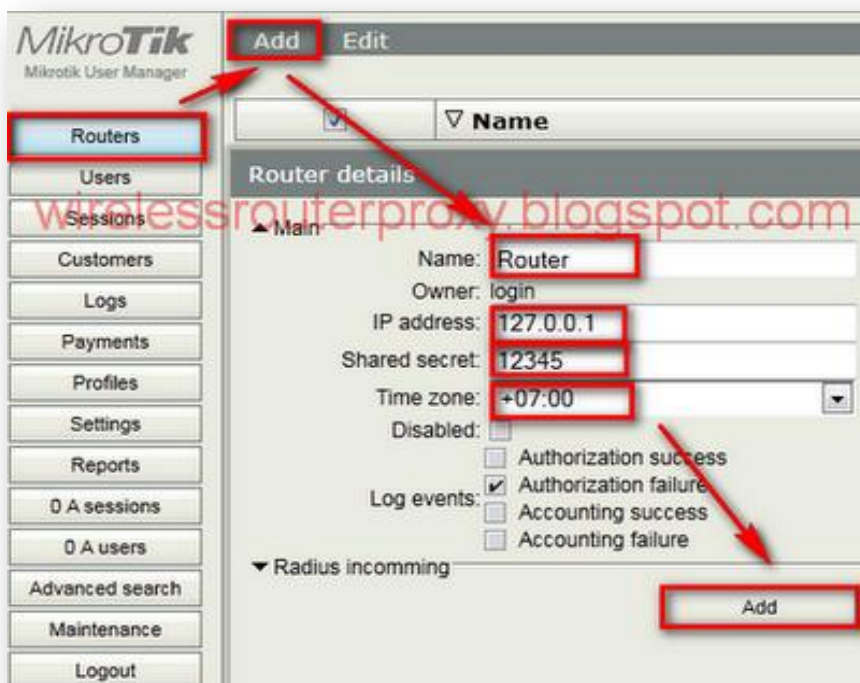 MikroTik
Mikrotik User Manager
Routers
Users
Sessions
Customers
Logs
Payments
Profiles
Settings
Reports
0 A sessions
0 A users
Advanced search
Maintenance
Logout
Add Edit
▽ Name
Router details
wirelessrouterproxy.blogspot.com
Main
Name: Router
Owner: login
IP address: 127.0.0.1
Shared secret: 12345
Time zone: +07:00
Disabled:
Log events:
Authorization success
Authorization failure
Accounting success
Accounting failure
Radius incomming
Add